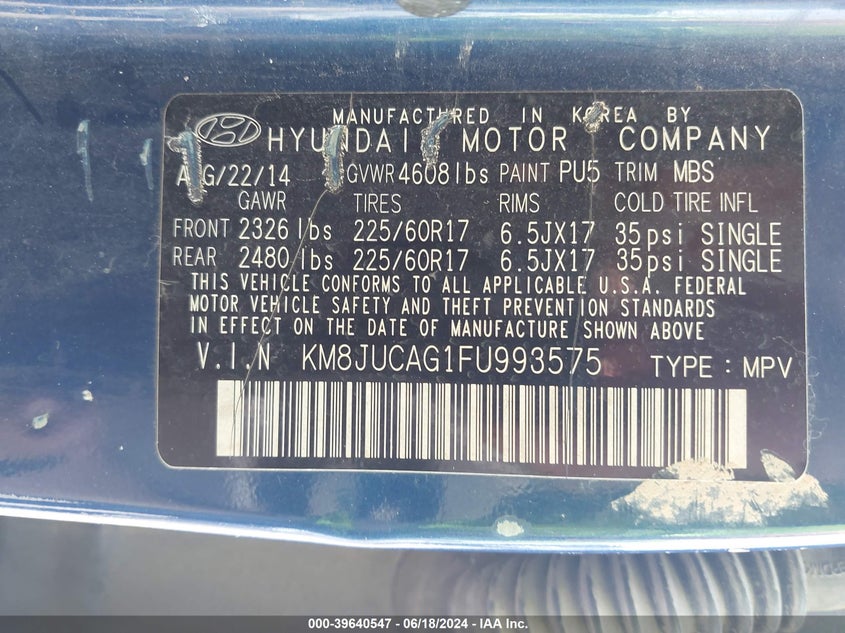 MANUFACTURED IN KOREA BY
HYUNDAI MOTOR COMPANY
AUG/22/14 GVWR 4608lbs PAINT PU5 TRIM MBS
GAWR TIRES RIMS COLD TIRE INFL
FRONT 2326 lbs 225/60R17 6.5JX17 35psi SINGLE
REAR 2480 lbs 225/60R17 6.5JX17 35psi SINGLE
THIS VEHICLE CONFORMS TO ALL APPLICABLE U.S.A. FEDERAL
MOTOR VEHICLE SAFETY AND THEFT PREVENTION STANDARDS
IN EFFECT ON THE DATE OF MANUFACTURE SHOWN ABOVE
V.I.N KM8JUCAG1FU993575 TYPE : MPV
000-39640547 - 06/18/2024 - IAA Inc.